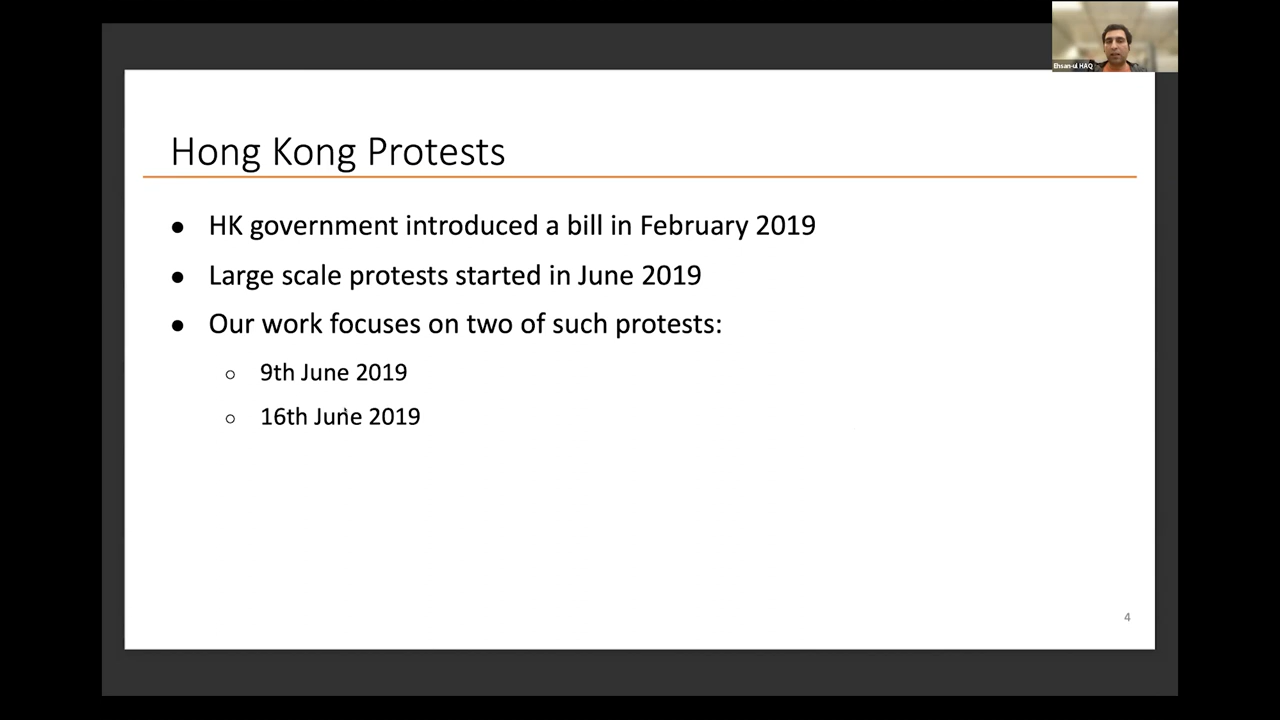 Ehsan-ul HAQ
Hong Kong Protests
● HK government introduced a bill in February 2019
● Large scale protests started in June 2019
● Our work focuses on two of such protests:
○ 9th June 2019
○ 16th June 2019
4